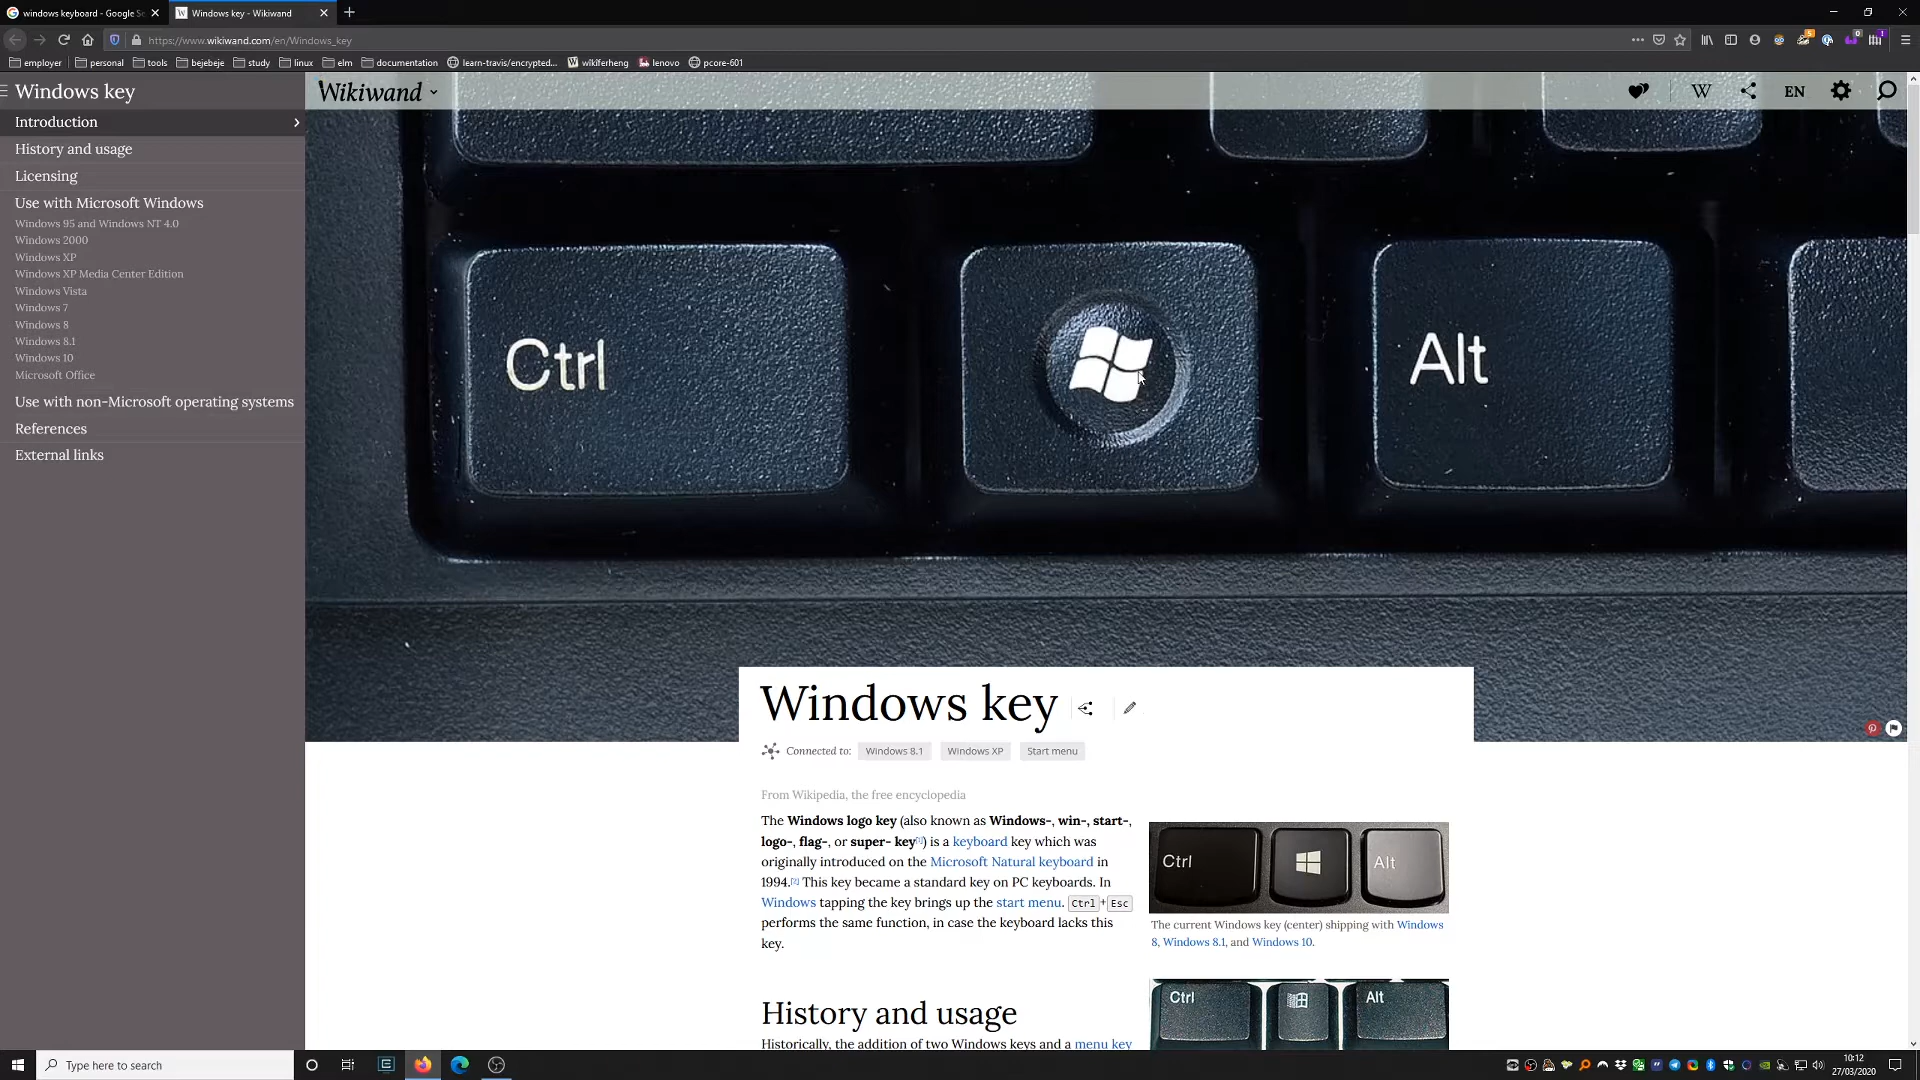 windows keyboard - Google Se
Windows key - Wikiwand
https://www.wikiwand.com/en/Windows_key
employer
personal
tools
bejebeje
study
linux
elm
documentation
learn-travis/encrypted...
wikiferheng
lenovo
pcore-601
Windows key
Introduction
History and usage
Licensing
Use with Microsoft Windows
Windows 95 and Windows NT 4.0
Windows 2000
Windows XP
Windows XP Media Center Edition
Windows Vista
Windows 7
Windows 8
Windows 8.1
Windows 10
Microsoft Office
Use with non-Microsoft operating systems
References
External links
Wikiwand
W
EN
Ctrl
Alt
Windows key
Connected to: Windows 8.1 Windows XP Start menu
From Wikipedia, the free encyclopedia
The Windows logo key (also known as Windows-, win-, start-,
logo-, flag-, or super- key[1]) is a keyboard key which was
originally introduced on the Microsoft Natural keyboard in
1994.[2] This key became a standard key on PC keyboards. In
Windows tapping the key brings up the start menu. Ctrl+Esc
performs the same function, in case the keyboard lacks this
key.
Ctrl
Alt
The current Windows key (center) shipping with Windows
8, Windows 8.1, and Windows 10.
Ctrl
Alt
History and usage
Historically, the addition of two Windows keys and a menu key
Type here to search
10:12
27/03/2020